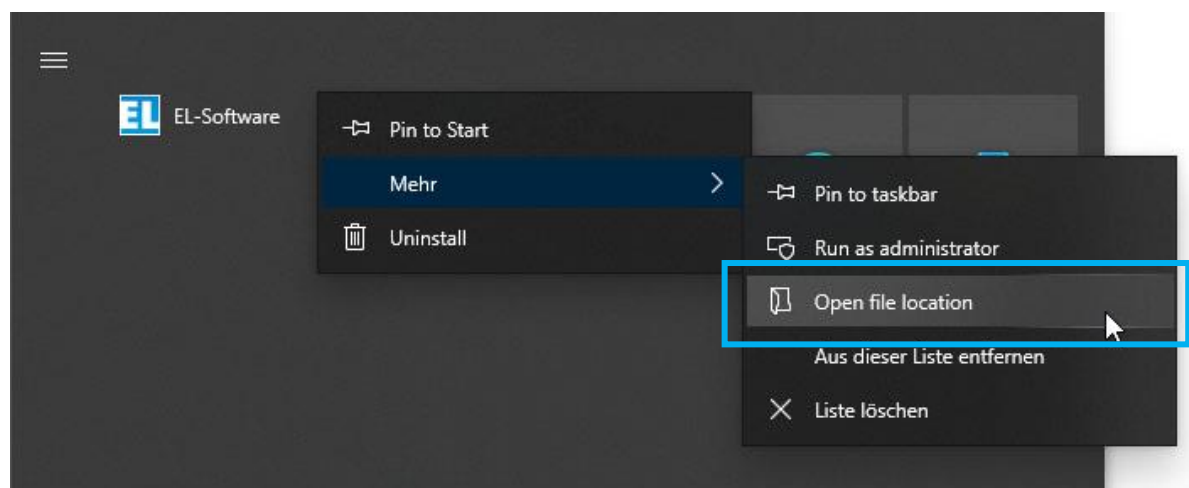 EL EL-Software
Pin to Start
Mehr
Uninstall
Pin to taskbar
Run as administrator
Open file location
Aus dieser Liste entfernen
Liste löschen